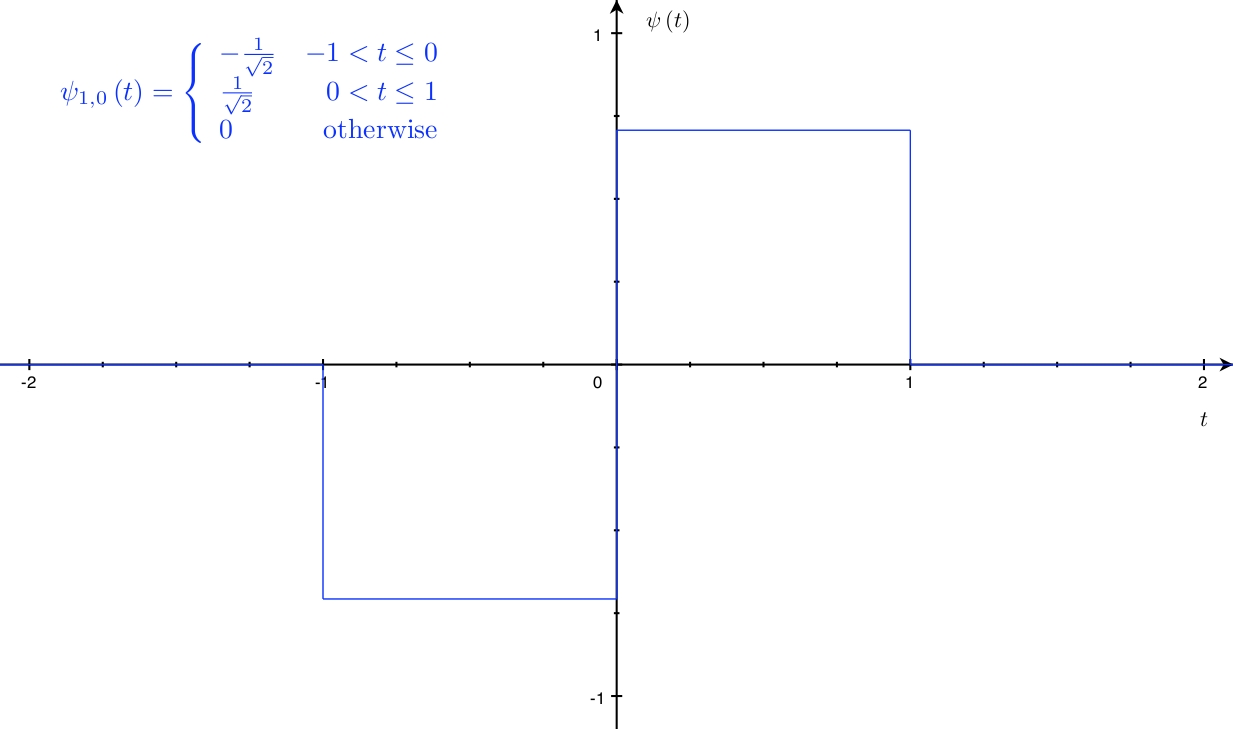 ψ (t)
1
ψ₁,₀ (t) = { −1/√2 −1 < t ≤ 0
1/√2 0 < t ≤ 1
0 otherwise
-2 -1 0 1 2
t
-1